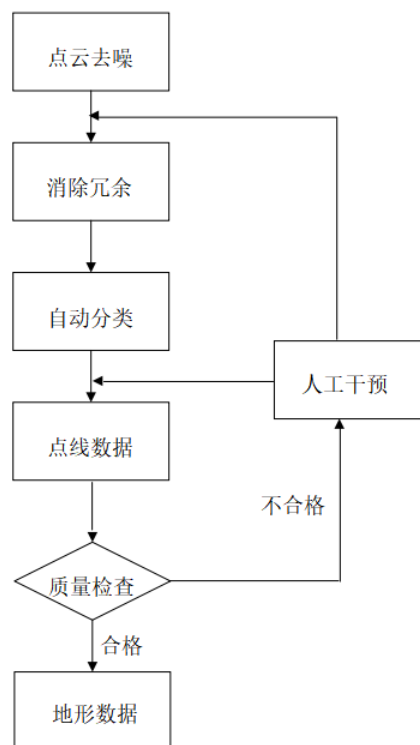 点云去噪
消除冗余
自动分类
人工干预
点线数据
不合格
质量检查
合格
地形数据